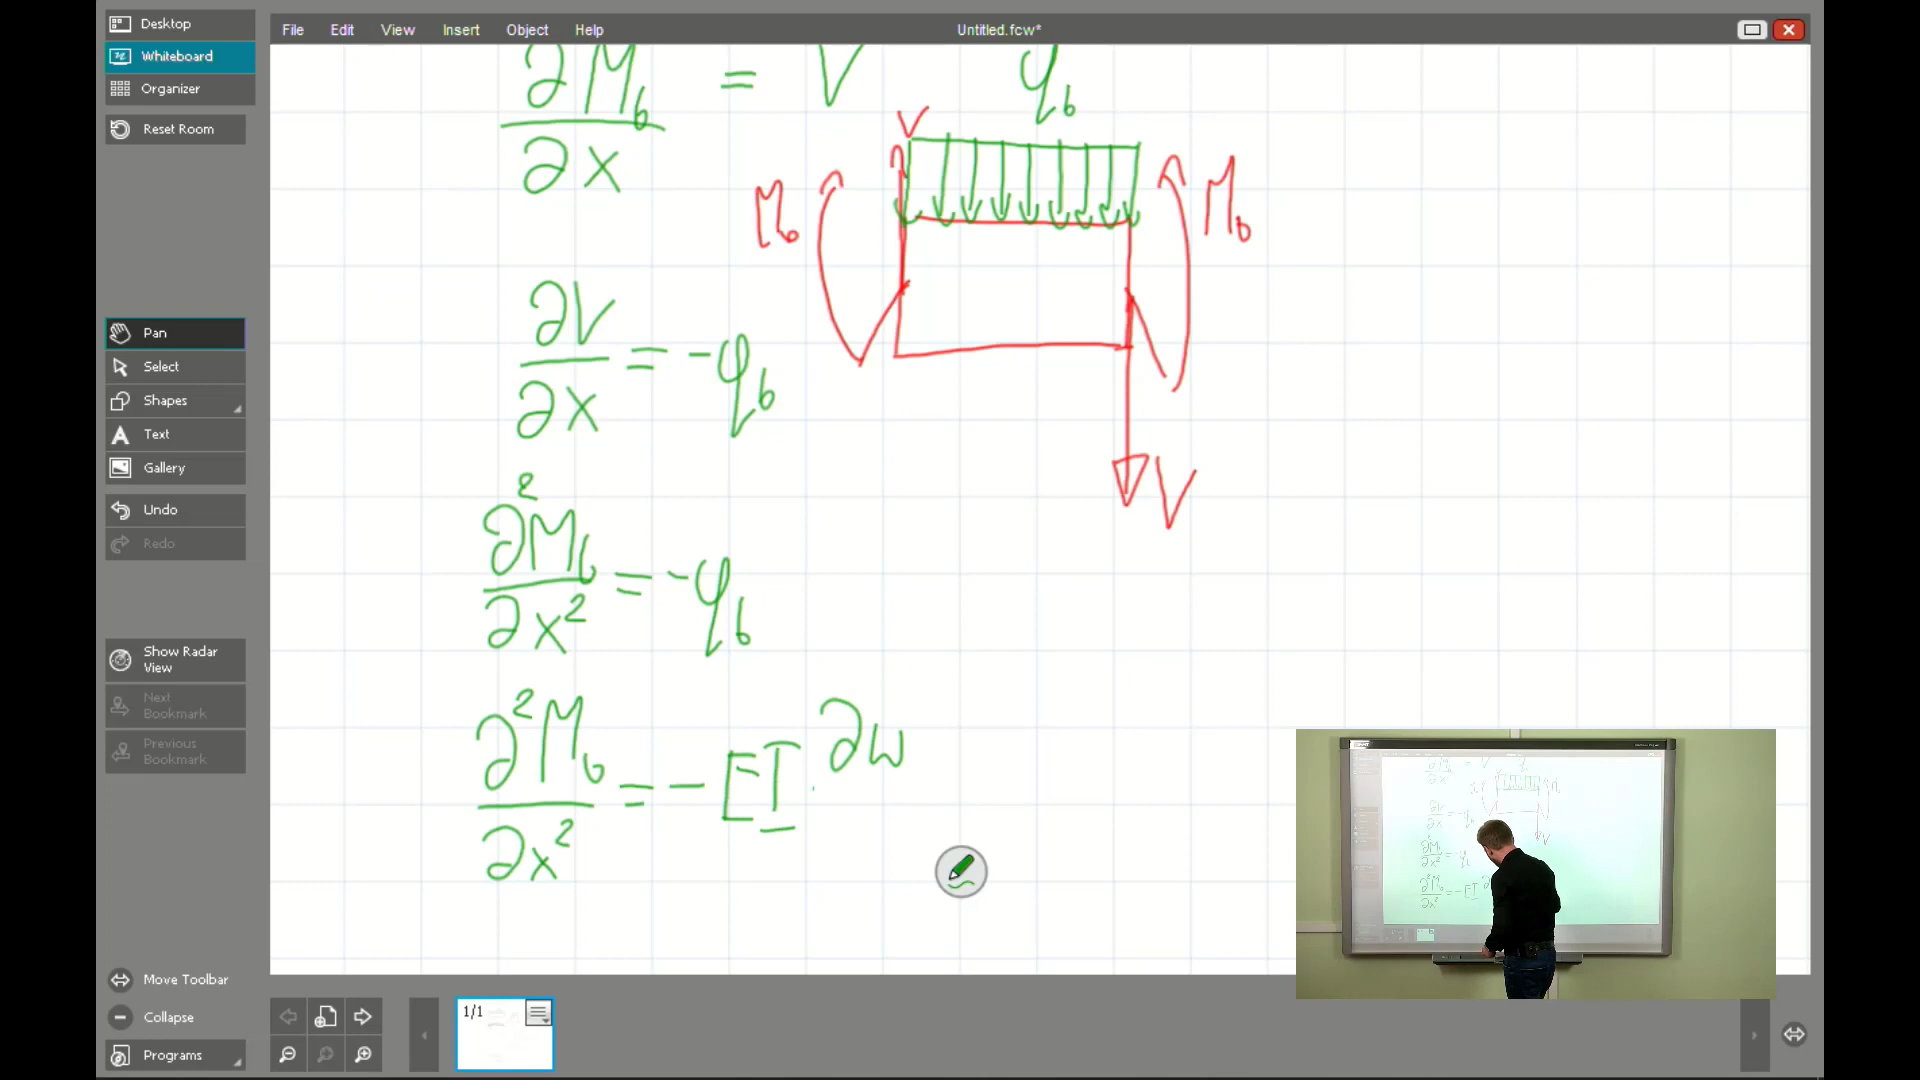 Desktop
Whiteboard
Organizer
Reset Room
Pan
Select
Shapes
Text
Gallery
Undo
Redo
Show Radar View
Next Bookmark
Previous Bookmark
Move Toolbar
Collapse
Programs
File Edit View Insert Object Help
Untitled.fcw*
1/1
∂M_b/∂x = V
q_b
V
M_b
M_b
V
∂V/∂x = -q_b
∂²M_b/∂x² = -q_b
∂²M_b/∂x² = -EI ∂w